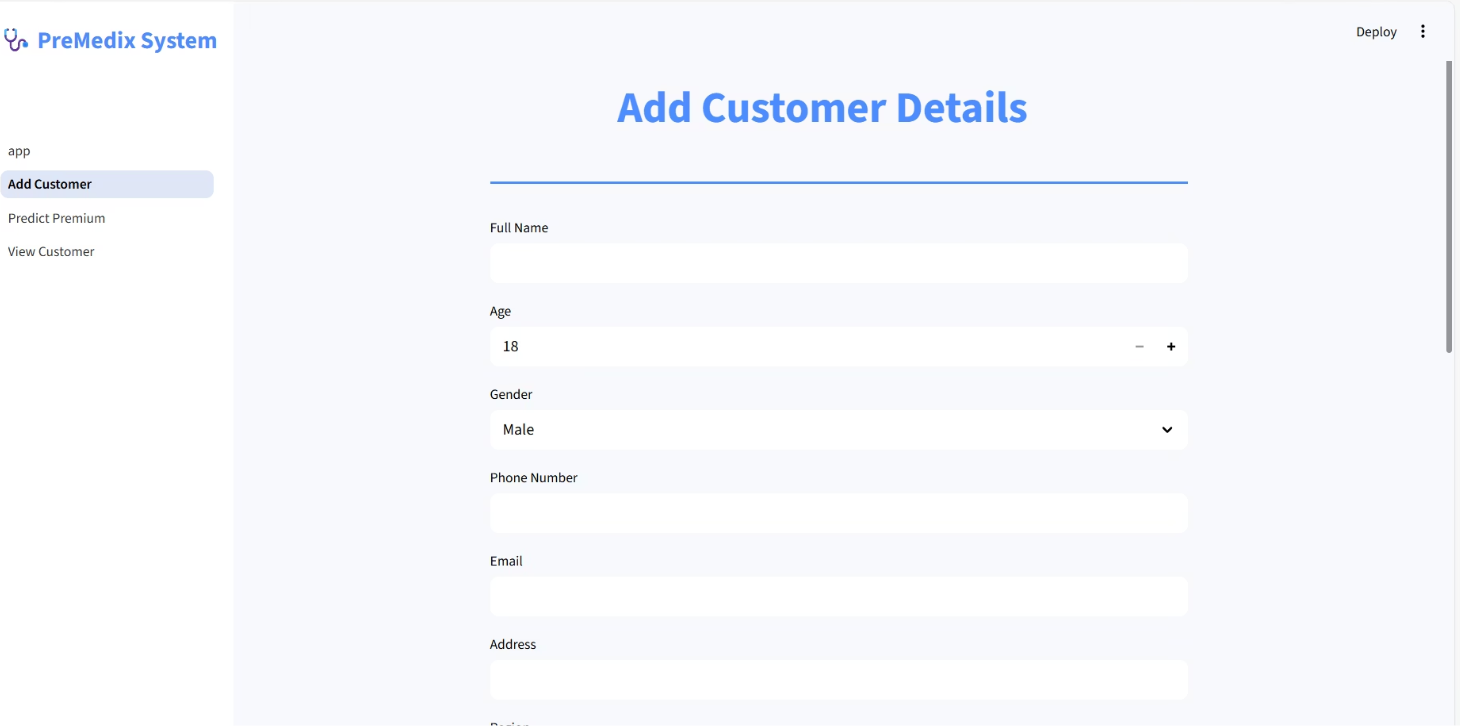 PreMedix System
Deploy
app
Add Customer
Predict Premium
View Customer
Add Customer Details
Full Name
Age
18
Gender
Male
Phone Number
Email
Address